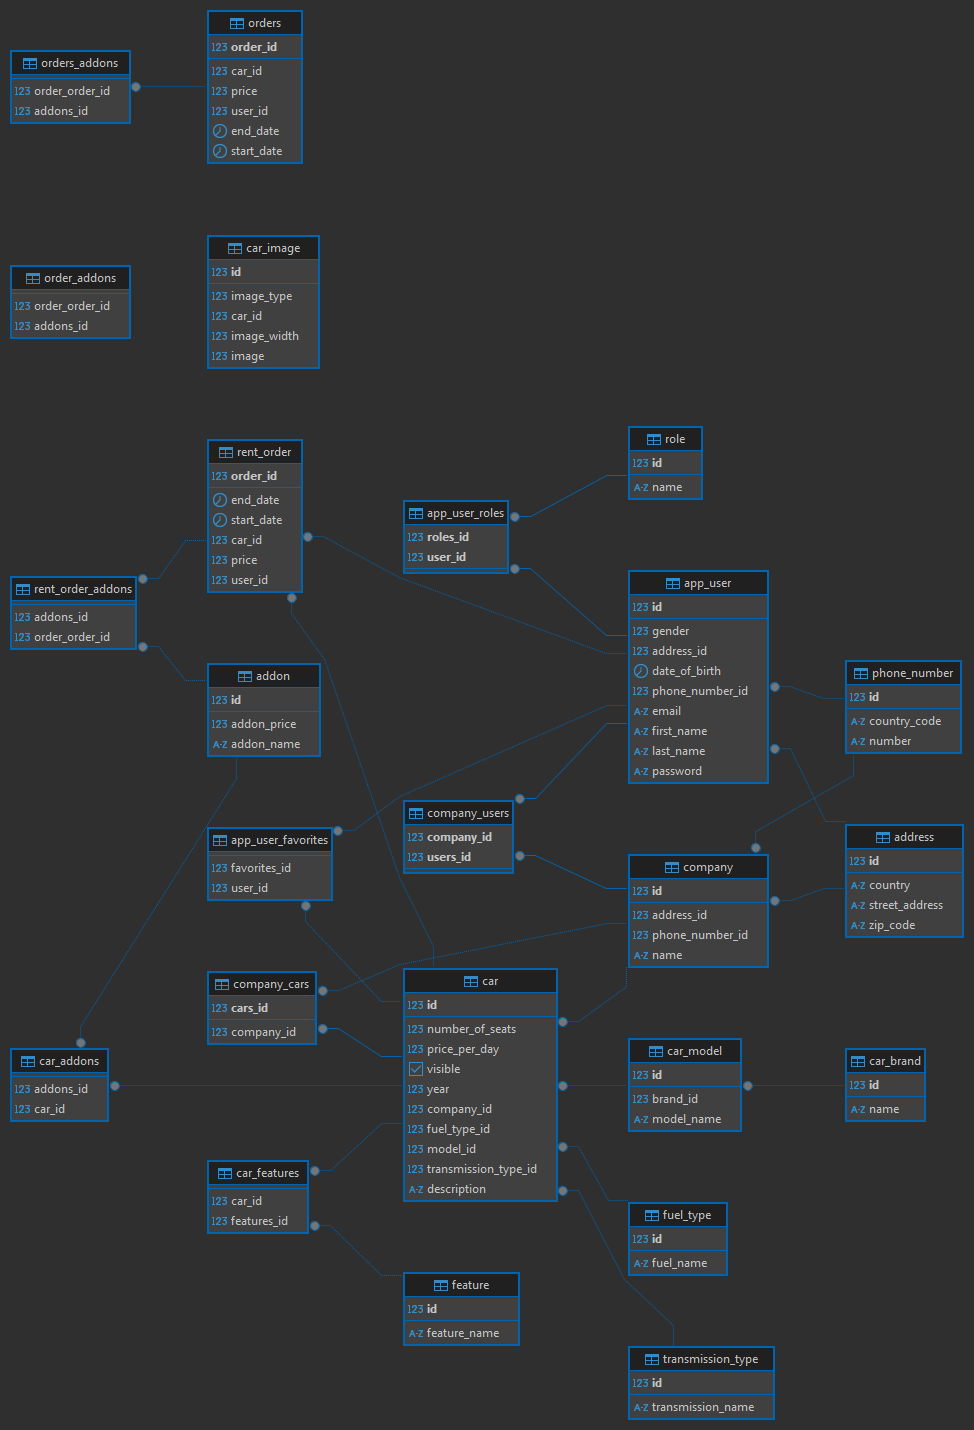 orders
123 order_id
123 car_id
123 price
123 user_id
end_date
start_date
orders_addons
123 order_order_id
123 addons_id
car_image
123 id
123 image_type
123 car_id
123 image_width
123 image
order_addons
123 order_order_id
123 addons_id
rent_order
123 order_id
end_date
start_date
123 car_id
123 price
123 user_id
role
123 id
A-Z name
app_user_roles
123 roles_id
123 user_id
rent_order_addons
123 addons_id
123 order_order_id
app_user
123 id
123 gender
123 address_id
date_of_birth
123 phone_number_id
A-Z email
A-Z first_name
A-Z last_name
A-Z password
phone_number
123 id
A-Z country_code
A-Z number
addon
123 id
123 addon_price
A-Z addon_name
company_users
123 company_id
123 users_id
app_user_favorites
123 favorites_id
123 user_id
address
123 id
A-Z country
A-Z street_address
A-Z zip_code
company
123 id
123 address_id
123 phone_number_id
A-Z name
company_cars
123 cars_id
123 company_id
car
123 id
123 number_of_seats
123 price_per_day
visible
123 year
123 company_id
123 fuel_type_id
123 model_id
123 transmission_type_id
A-Z description
car_addons
123 addons_id
123 car_id
car_model
123 id
123 brand_id
A-Z model_name
car_brand
123 id
A-Z name
car_features
123 car_id
123 features_id
fuel_type
123 id
A-Z fuel_name
feature
123 id
A-Z feature_name
transmission_type
123 id
A-Z transmission_name